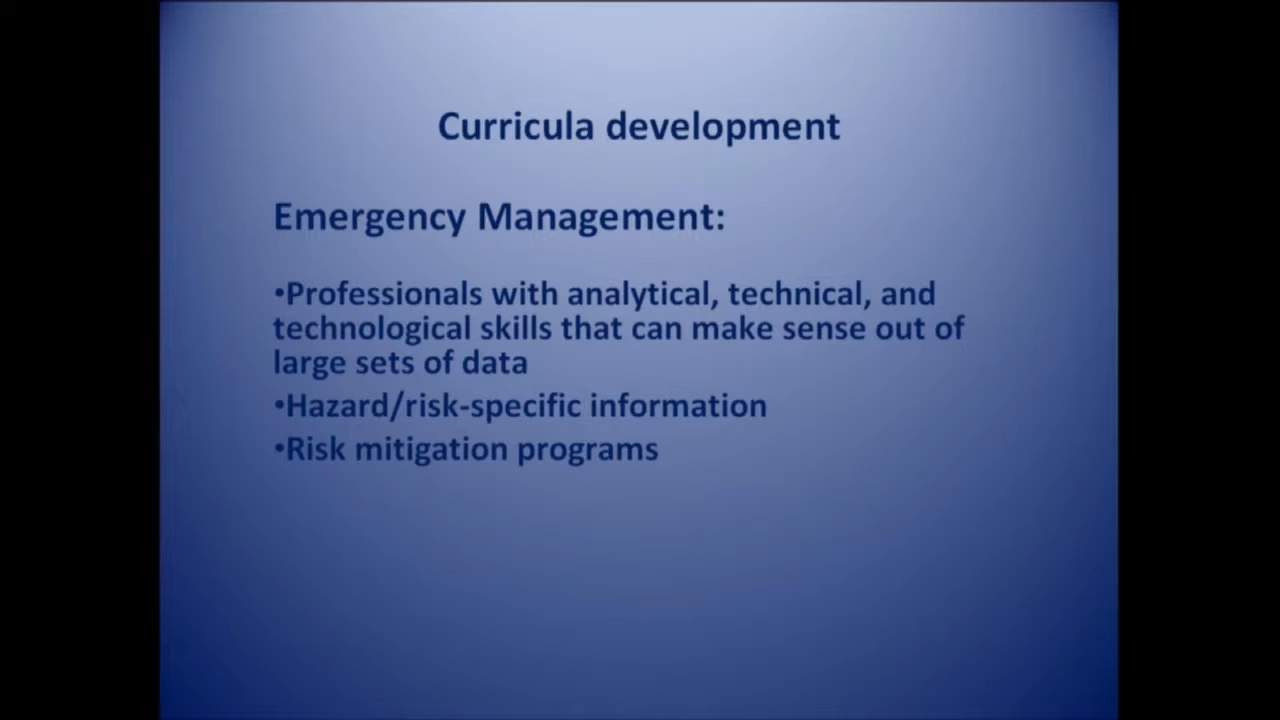 Curricula development
Emergency Management:
•Professionals with analytical, technical, and
technological skills that can make sense out of
large sets of data
•Hazard/risk-specific information
•Risk mitigation programs